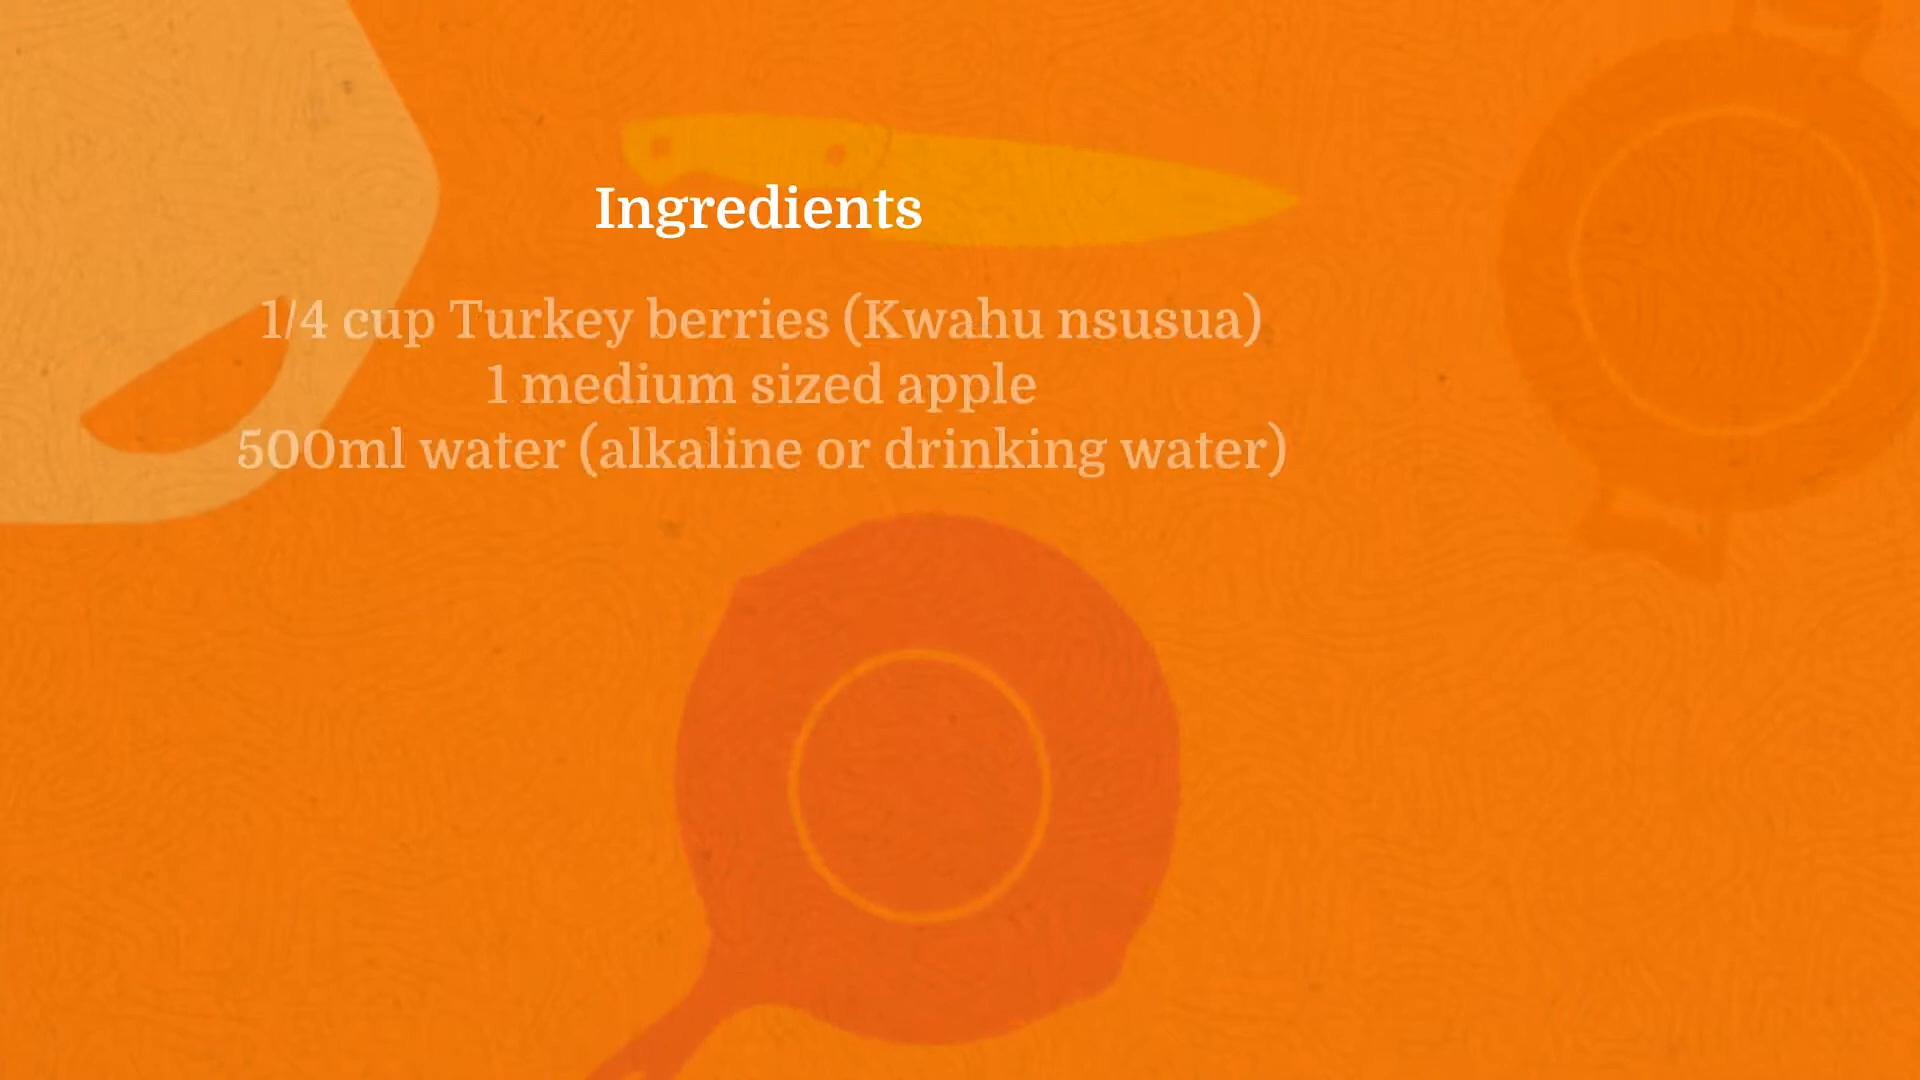 Ingredients
1/4 cup Turkey berries (Kwahu nsusua)
1 medium sized apple
500ml water (alkaline or drinking water)